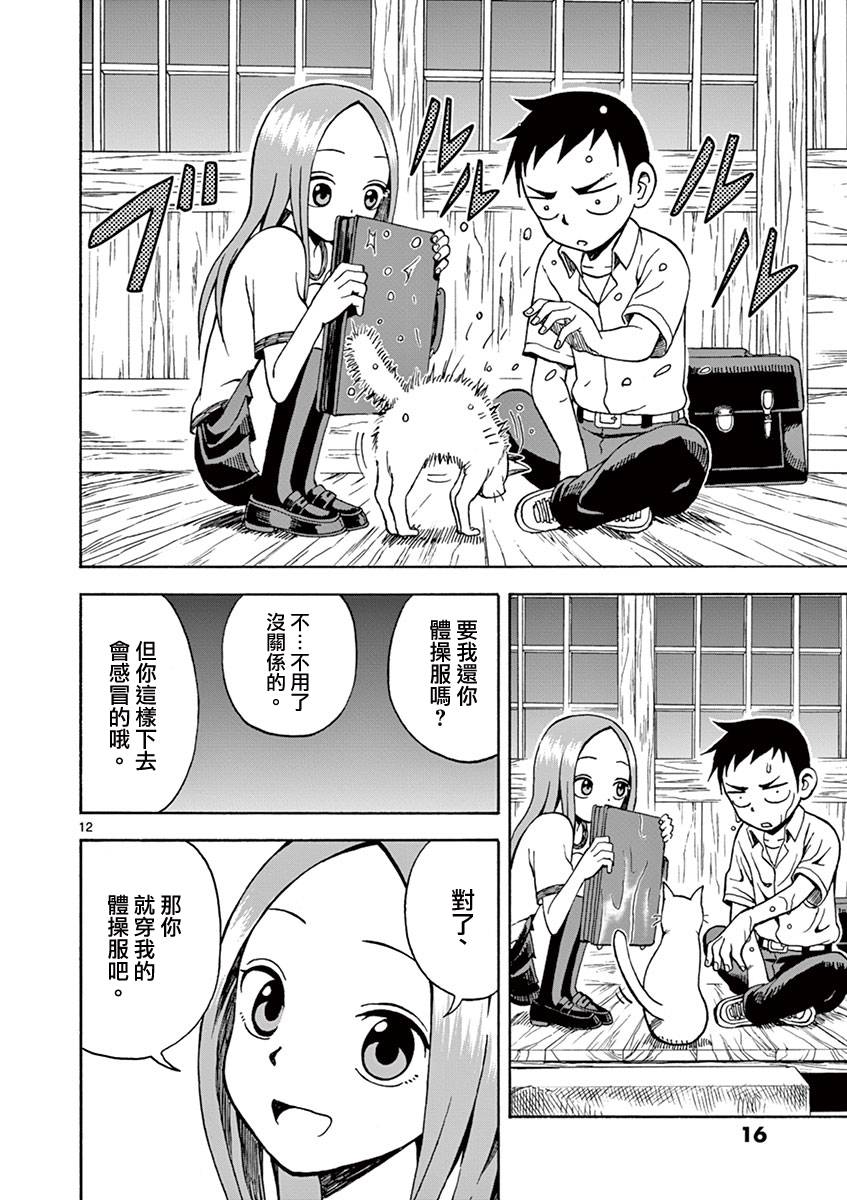 ブル
ブルル
要我還你
體操服嗎?
不…不用了
沒關係的。
但你這樣下去
會感冒的哦。
12
對了、
那你
就穿我的
體操服吧。
16